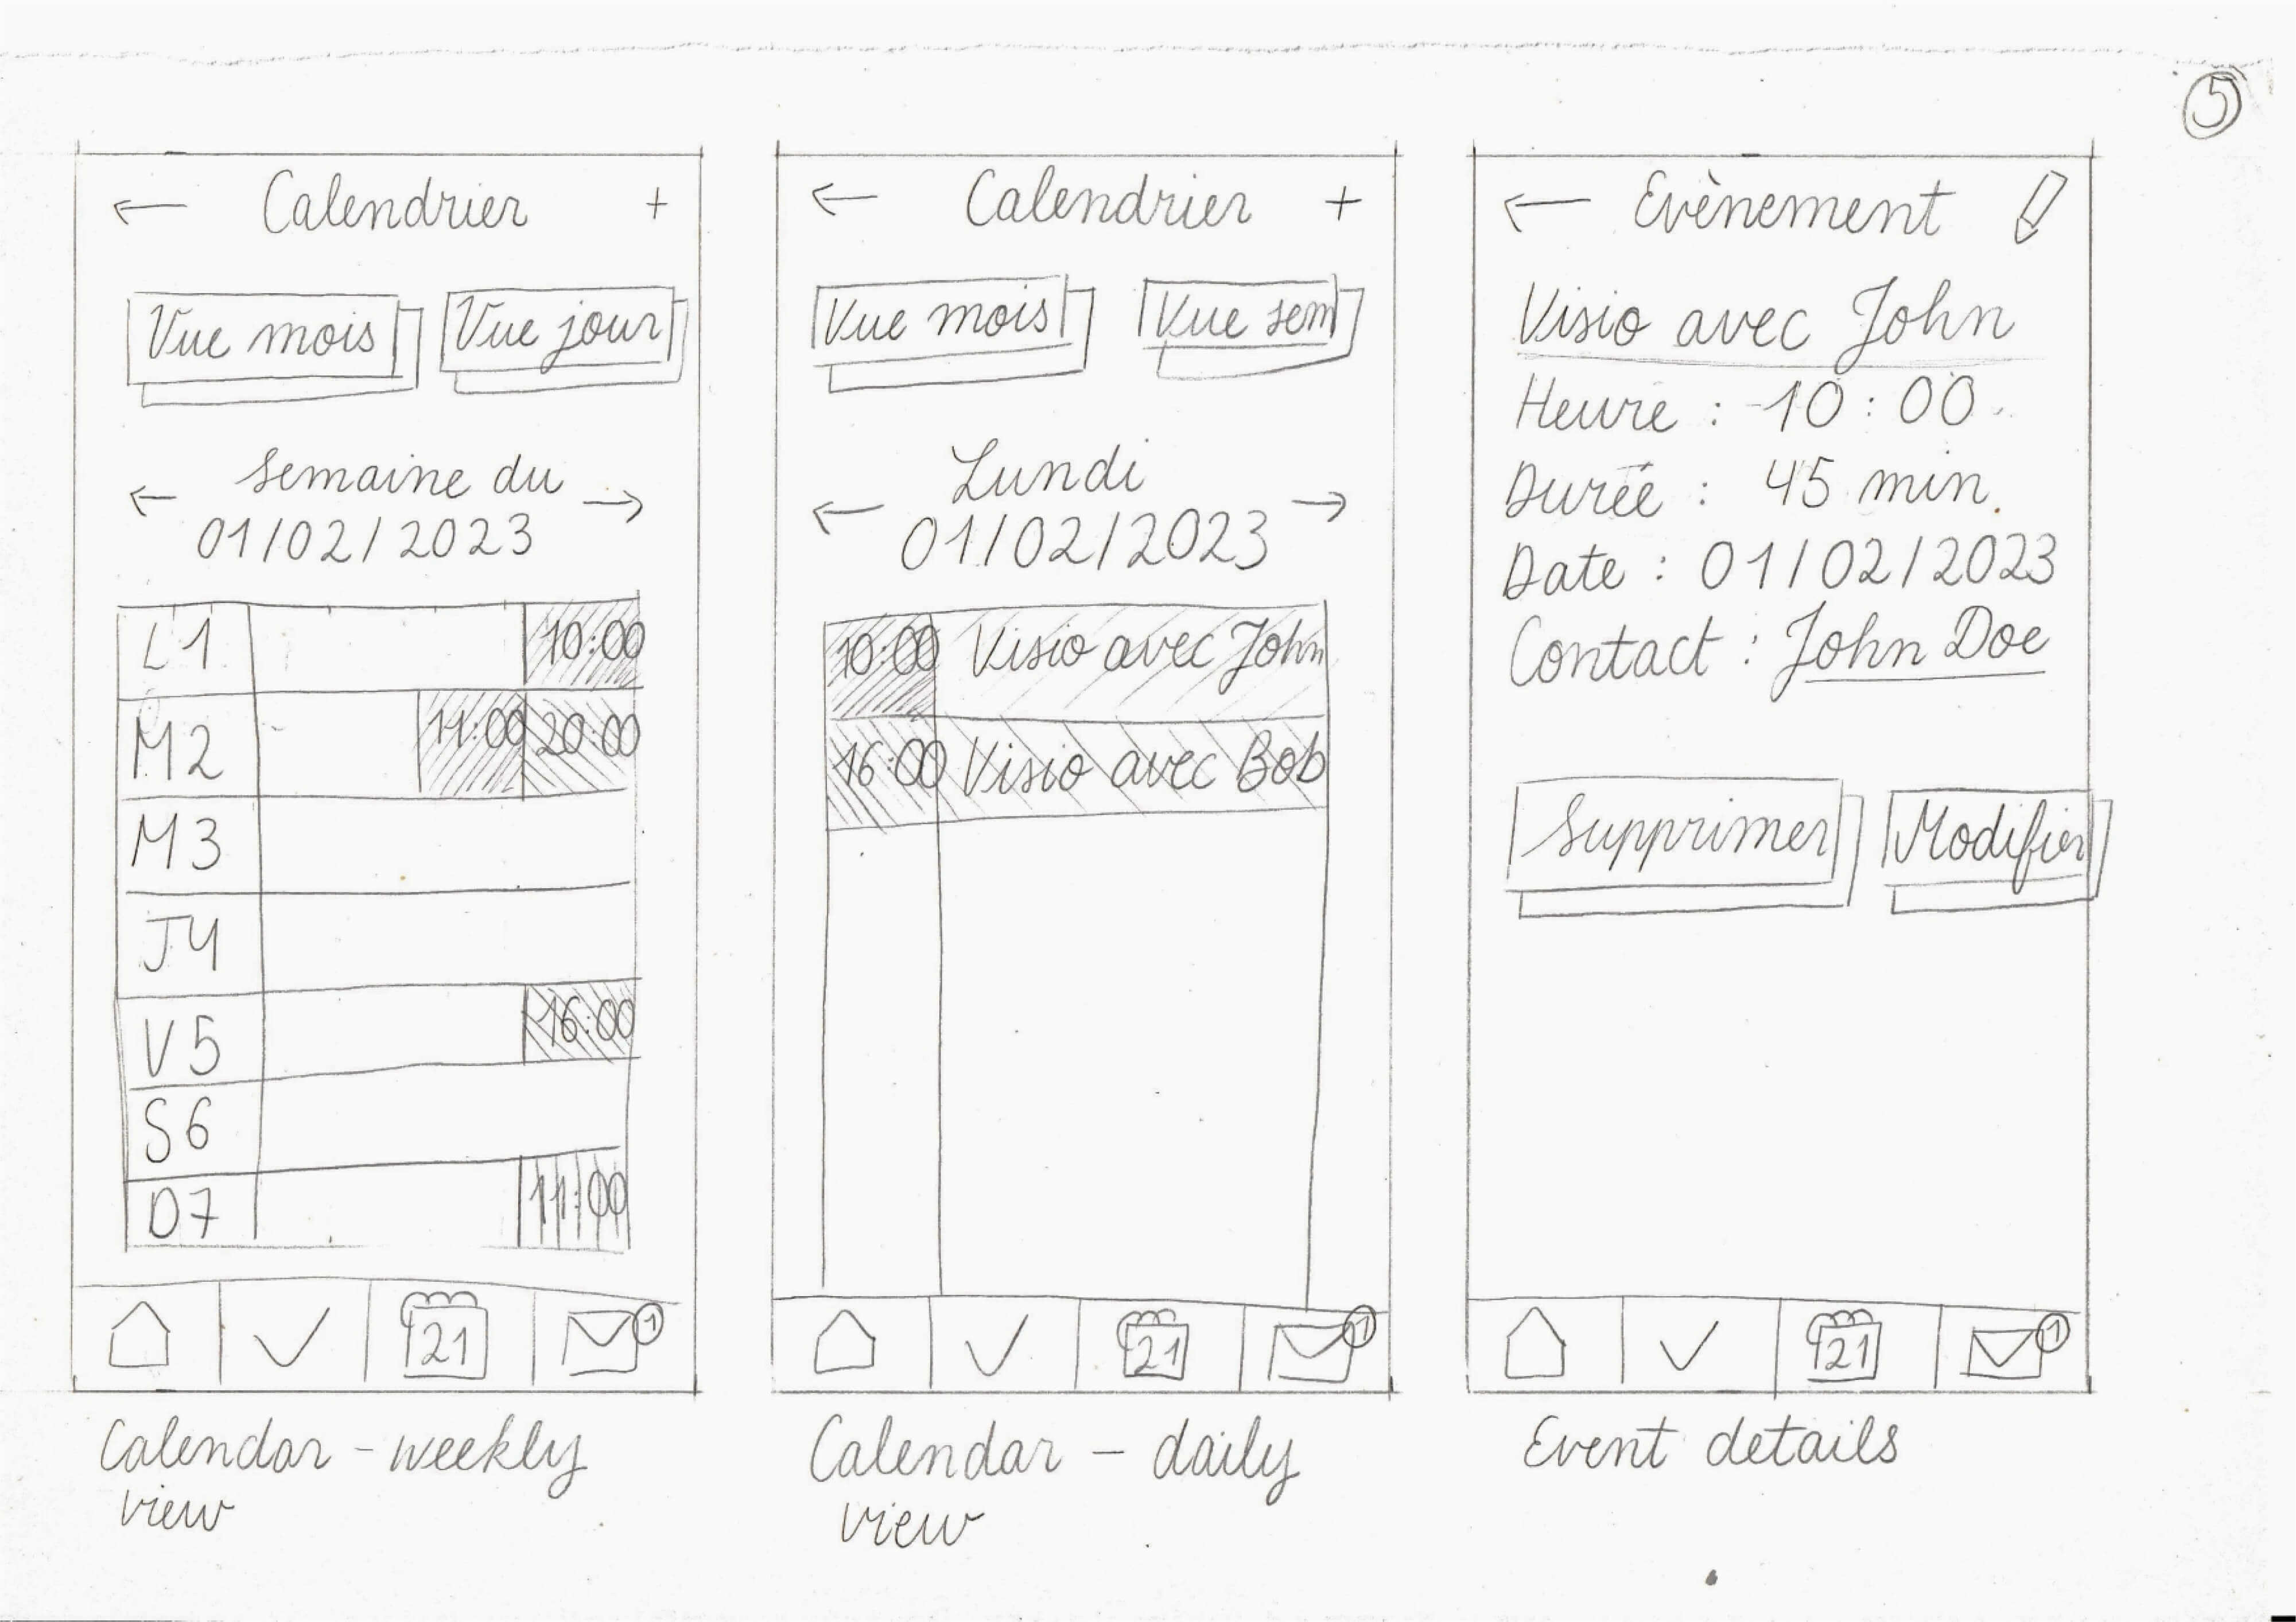 5
← Calendrier +
Vue mois Vue jour
← Semaine du →
01/02/2023
L1 10:00
M2 11:00 20:00
M3
J4
V5 16:00
S6
D7 11:00
21 1
Calendar - weekly
view
← Calendrier +
Vue mois Vue sem
← Lundi →
01/02/2023
10:00 Visio avec John
16:00 Visio avec Bob
21 1
Calendar - daily
view
← Evènement
Visio avec John
Heure : 10:00
Durée : 45 min.
Date : 01/02/2023
Contact : John Doe
Supprimer Modifier
21 1
Event details